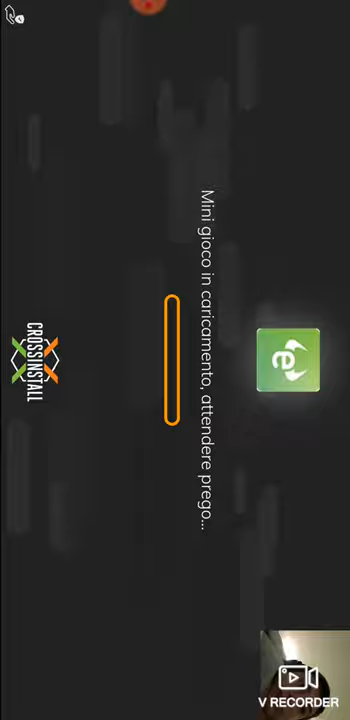 e
Mini gioco in caricamento, attendere prego...
CROSSINSTALL
V RECORDER